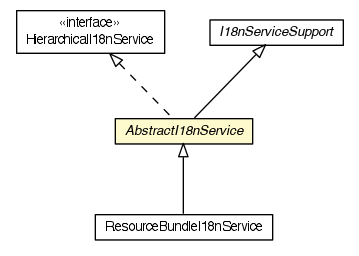 «interface»
HierarchicalI18nService
I18nServiceSupport
AbstractI18nService
ResourceBundleI18nService